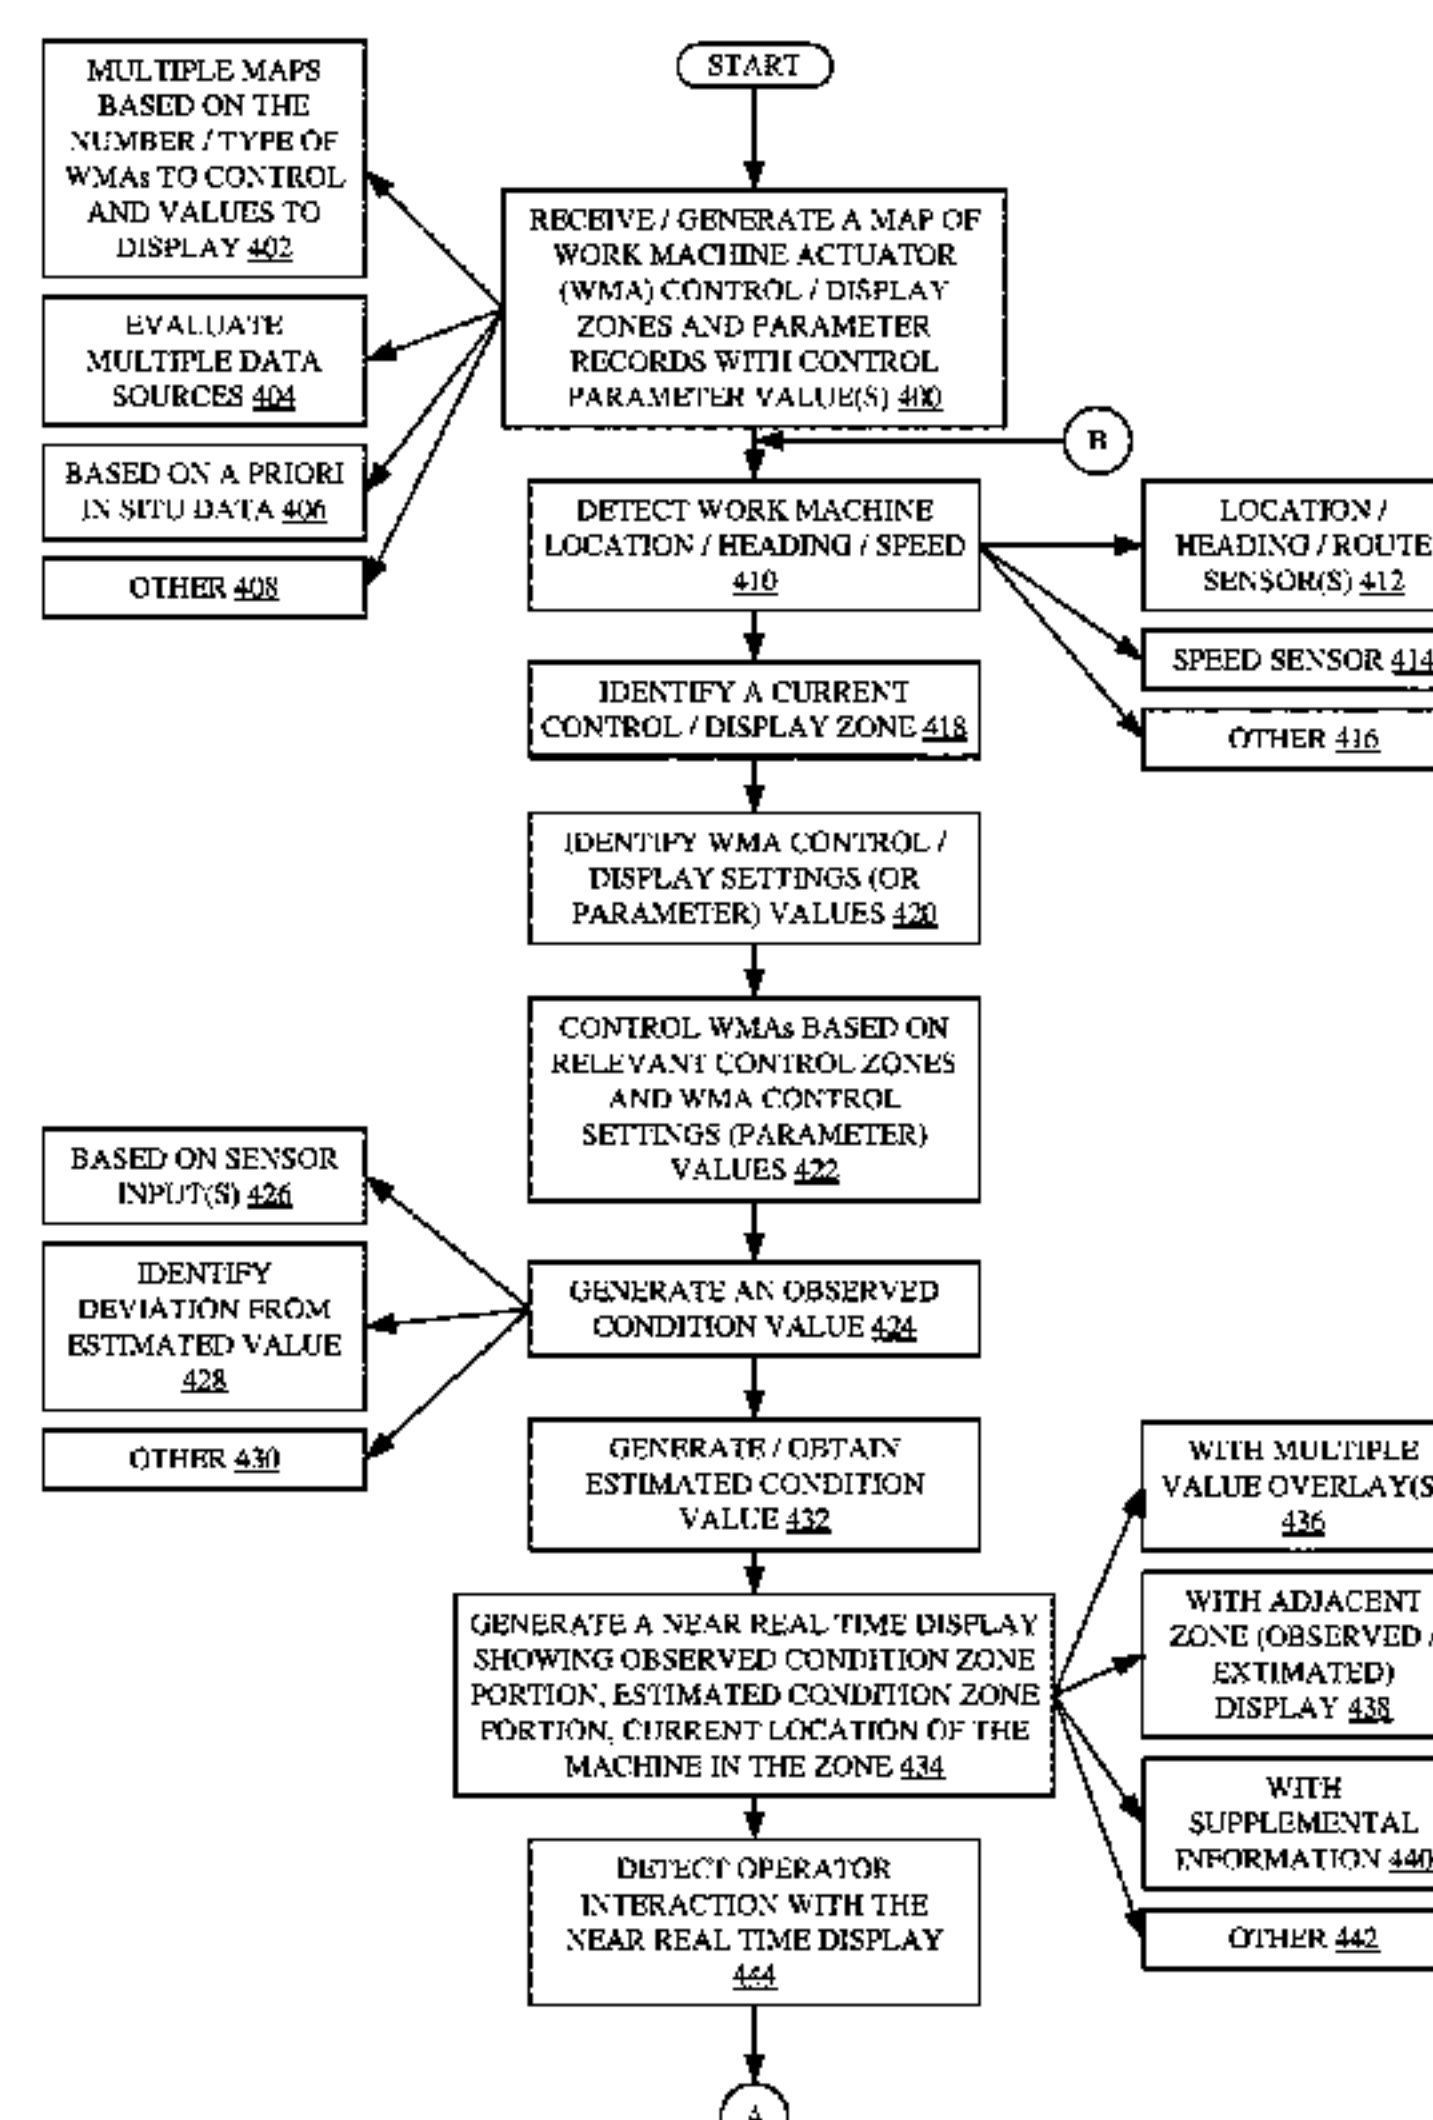 START
MULTIPLE MAPS
BASED ON THE
NUMBER / TYPE OF
WMAs TO CONTROL
AND VALUES TO
DISPLAY 402
RECEIVE / GENERATE A MAP OF
WORK MACHINE ACTUATOR
(WMA) CONTROL / DISPLAY
ZONES AND PARAMETER
RECORDS WITH CONTROL
PARAMETER VALUE(S) 400
EVALUATE
MULTIPLE DATA
SOURCES 404
BASED ON A PRIORI
IN SITU DATA 406
OTHER 408
B
DETECT WORK MACHINE
LOCATION / HEADING / SPEED
410
LOCATION /
HEADING / ROUTE
SENSOR(S) 412
SPEED SENSOR 414
OTHER 416
IDENTIFY A CURRENT
CONTROL / DISPLAY ZONE 418
IDENTIFY WMA CONTROL /
DISPLAY SETTINGS (OR
PARAMETER) VALUES 420
CONTROL WMAs BASED ON
RELEVANT CONTROL ZONES
AND WMA CONTROL
SETTINGS (PARAMETER)
VALUES 422
BASED ON SENSOR
INPUT(S) 426
IDENTIFY
DEVIATION FROM
ESTIMATED VALUE
428
OTHER 430
GENERATE AN OBSERVED
CONDITION VALUE 424
GENERATE / OBTAIN
ESTIMATED CONDITION
VALUE 432
WITH MULTIPLE
VALUE OVERLAY(S
436
GENERATE A NEAR REAL TIME DISPLAY
SHOWING OBSERVED CONDITION ZONE
PORTION, ESTIMATED CONDITION ZONE
PORTION, CURRENT LOCATION OF THE
MACHINE IN THE ZONE 434
WITH ADJACENT
ZONE (OBSERVED /
EXTIMATED)
DISPLAY 438
WITH
SUPPLEMENTAL
INFORMATION 440
OTHER 442
DETECT OPERATOR
INTERACTION WITH THE
NEAR REAL TIME DISPLAY
444
A